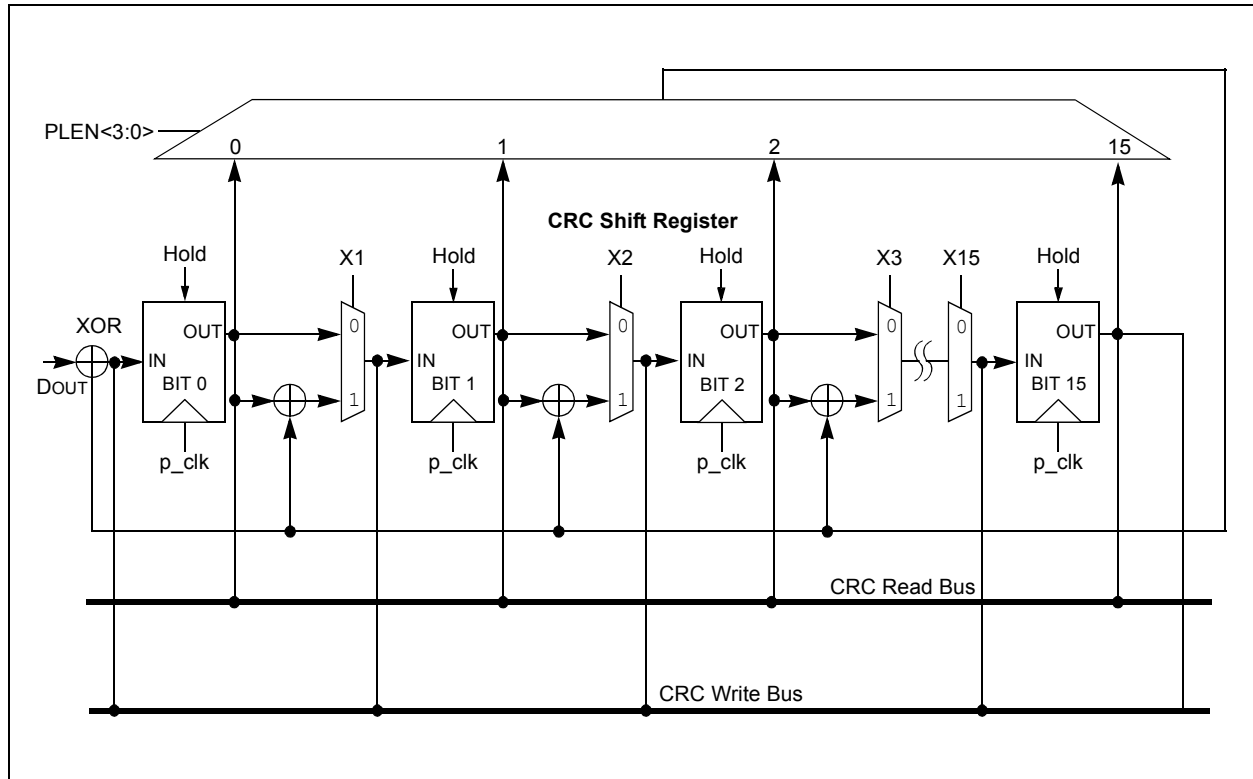 PLEN<3:0>
0 1 2 15
CRC Shift Register
Hold X1 Hold X2 Hold X3 X15 Hold
XOR OUT 0 OUT 0 OUT 0 0 OUT
DOUT IN BIT 0 1 IN BIT 1 1 IN BIT 2 1 1 IN BIT 15
p_clk p_clk p_clk p_clk
CRC Read Bus
CRC Write Bus